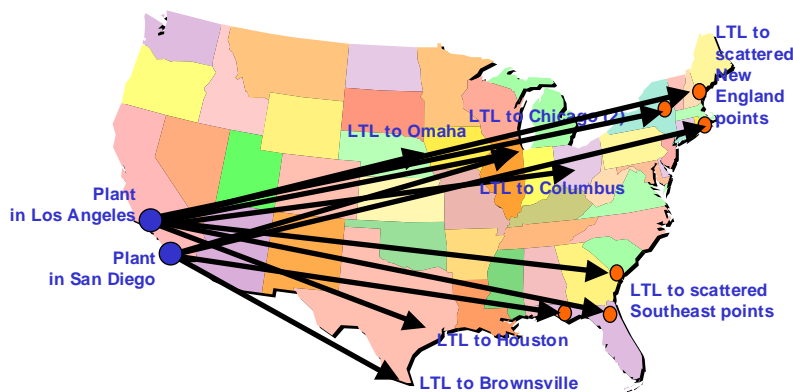 LTL to
scattered
New
England
points
LTL to Chicago (2)
LTL to Omaha
LTL to Columbus
Plant
in Los Angeles
Plant
in San Diego
LTL to scattered
Southeast points
LTL to Houston
LTL to Brownsville